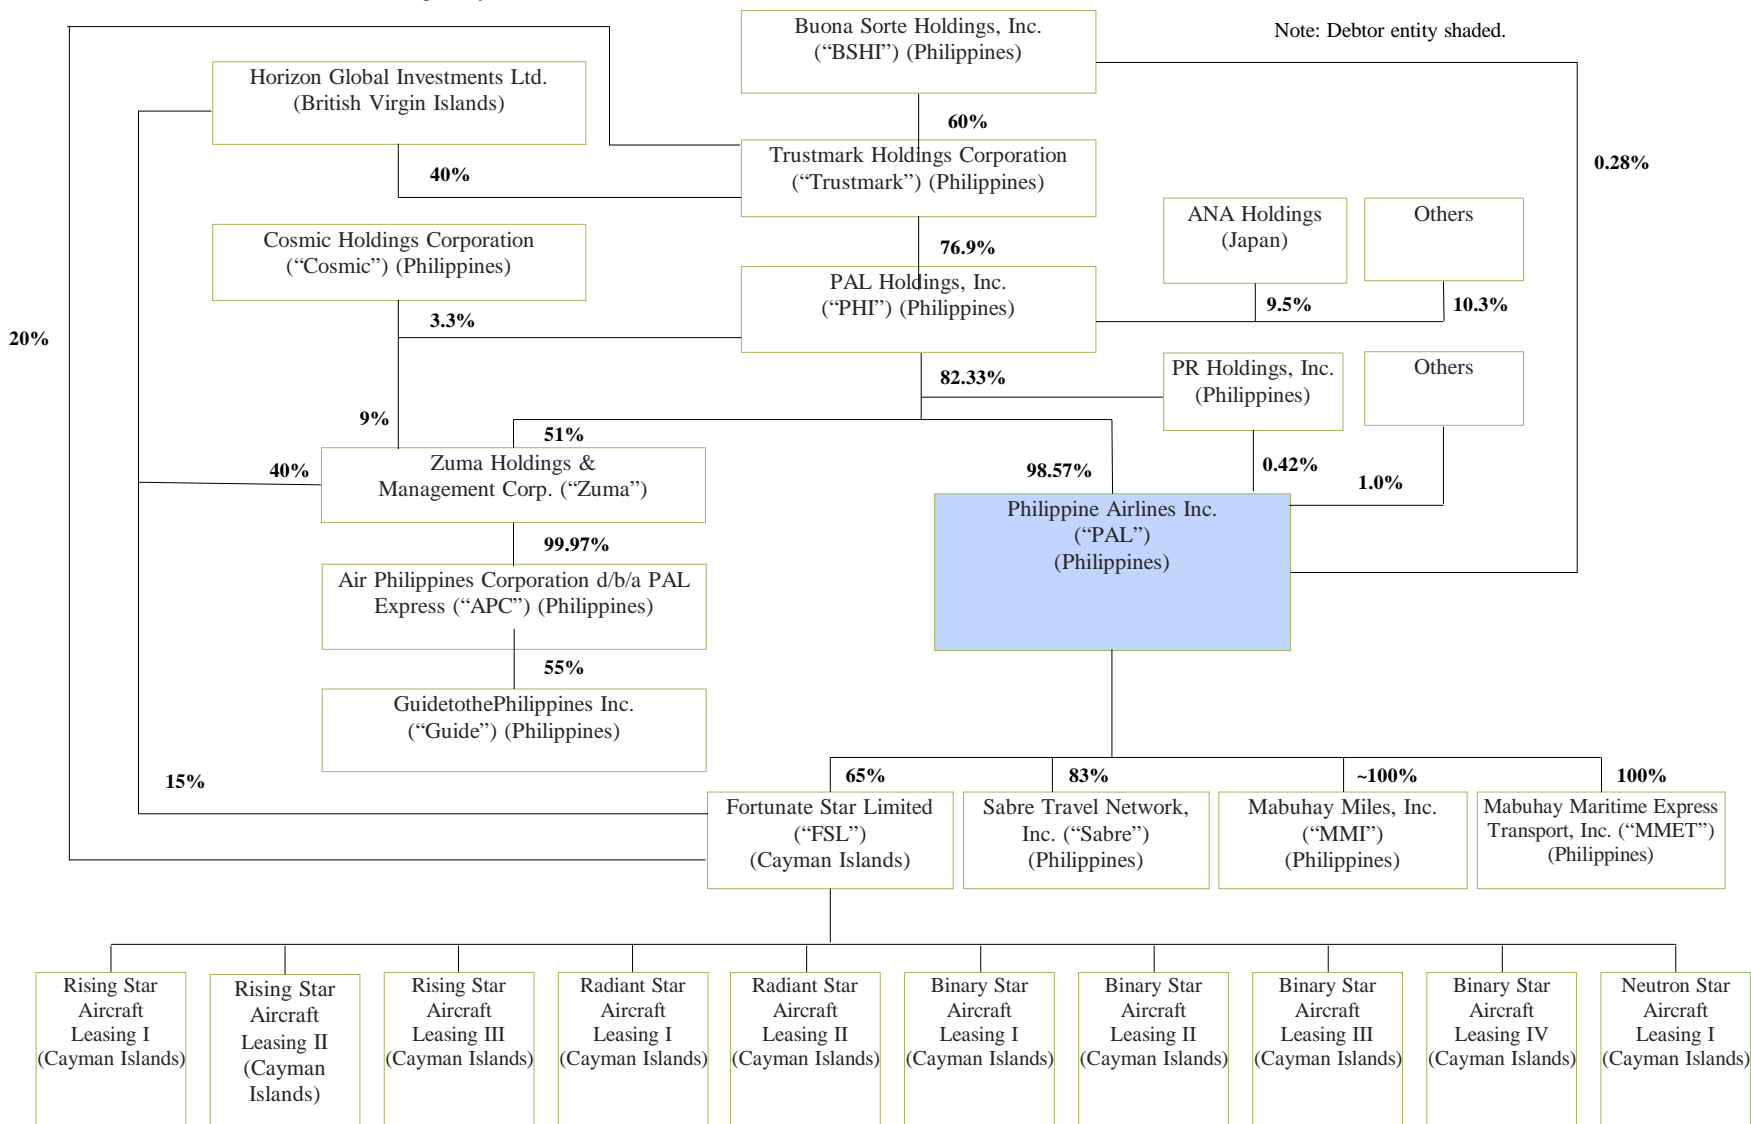 Buona Sorte Holdings, Inc.
(“BSHI”) (Philippines)
Note: Debtor entity shaded.
Horizon Global Investments Ltd.
(British Virgin Islands)
60%
Trustmark Holdings Corporation
(“Trustmark”) (Philippines)
40%
0.28%
ANA Holdings
(Japan)
Others
Cosmic Holdings Corporation
(“Cosmic”) (Philippines)
76.9%
PAL Holdings, Inc.
(“PHI”) (Philippines)
9.5%
10.3%
3.3%
20%
82.33%
PR Holdings, Inc.
(Philippines)
Others
9%
51%
40%
Zuma Holdings &
Management Corp. (“Zuma”)
98.57%
0.42%
1.0%
Philippine Airlines Inc.
(“PAL”)
(Philippines)
99.97%
Air Philippines Corporation d/b/a PAL
Express (“APC”) (Philippines)
55%
GuidetothePhilippines Inc.
(“Guide”) (Philippines)
15%
65%
83%
~100%
100%
Fortunate Star Limited
(“FSL”)
(Cayman Islands)
Sabre Travel Network,
Inc. (“Sabre”)
(Philippines)
Mabuhay Miles, Inc.
(“MMI”)
(Philippines)
Mabuhay Maritime Express
Transport, Inc. (“MMET”)
(Philippines)
Rising Star
Aircraft
Leasing I
(Cayman Islands)
Rising Star
Aircraft
Leasing II
(Cayman
Islands)
Rising Star
Aircraft
Leasing III
(Cayman Islands)
Radiant Star
Aircraft
Leasing I
(Cayman Islands)
Radiant Star
Aircraft
Leasing II
(Cayman Islands)
Binary Star
Aircraft
Leasing I
(Cayman Islands)
Binary Star
Aircraft
Leasing II
(Cayman Islands)
Binary Star
Aircraft
Leasing III
(Cayman Islands)
Binary Star
Aircraft
Leasing IV
(Cayman Islands)
Neutron Star
Aircraft
Leasing I
(Cayman Islands)